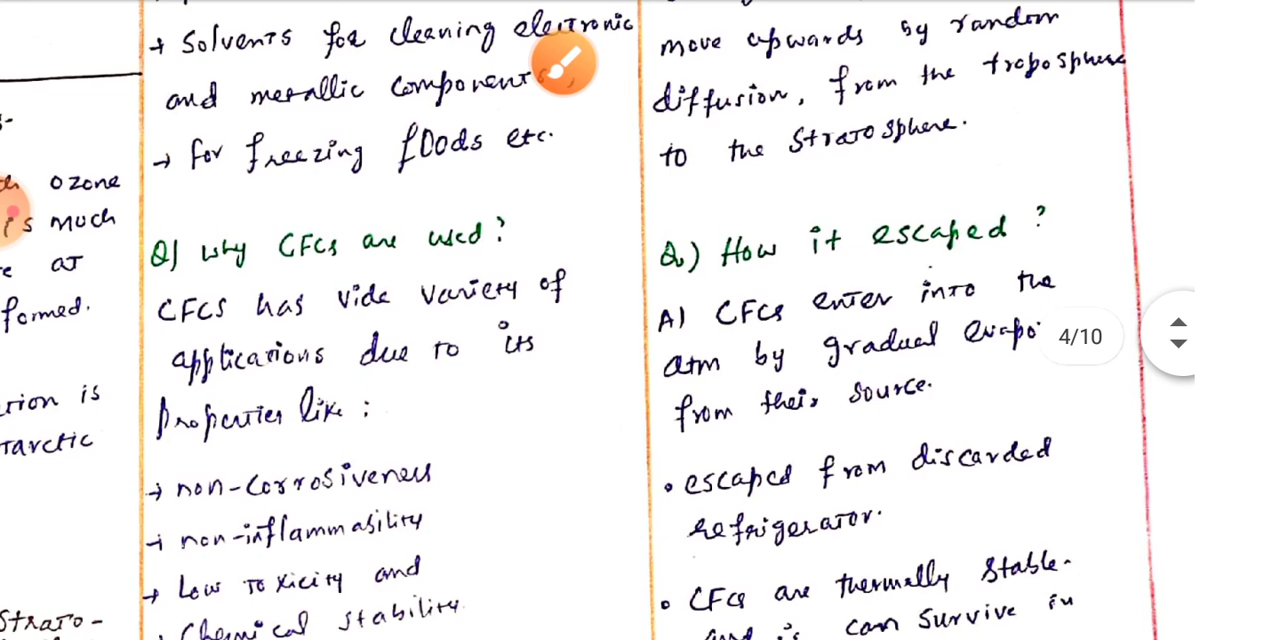 → Solvents for cleaning electronic
and metallic component
→ for freezing foods etc.
Q) why CFCs are used?
CFCS has vide variety of
applications due to its
Properties like :
→ non-corrosiveness
→ non-inflammability
→ Low Toxicity and
Chemical stability.
move upwards by random
diffusion, from the troposphere
to the stratosphere.
Q.) How it escaped ?
A) CFCs enter into the
atm by gradual evapo
from their source.
• escaped from discarded
refrigerator.
• CFCs are thermally stable.
can survive in
ozone
is much
at
formed.
is
Strato-
4/10